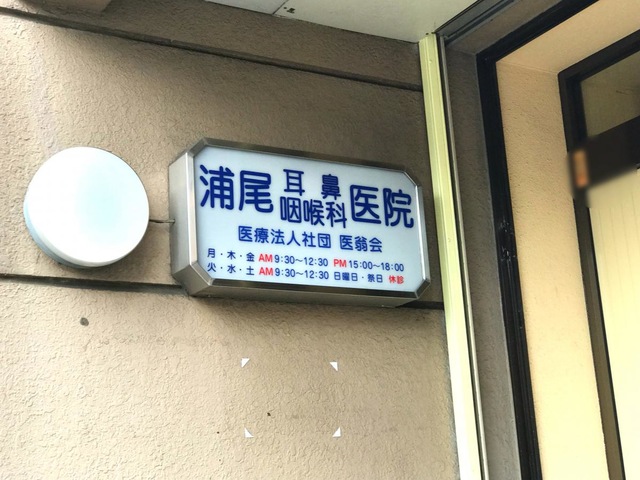 浦尾耳鼻咽喉科医院
医療法人社団 医翁会
月・木・金 AM 9:30〜12:30 PM 15:00〜18:00
火・水・土 AM 9:30〜12:30 日曜日・祭日 休診